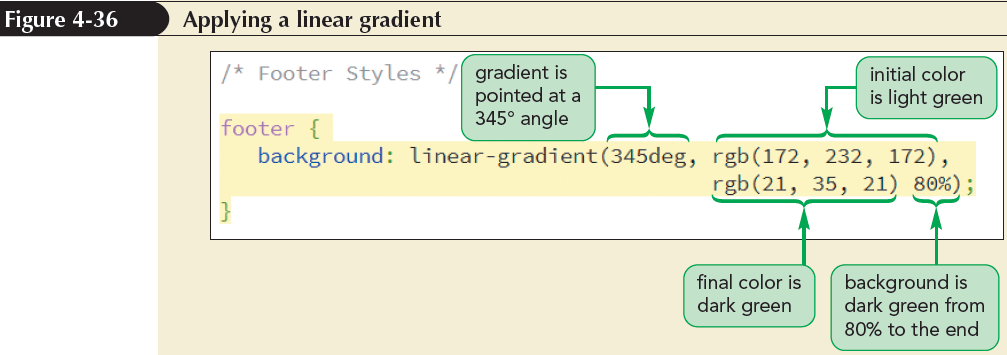 Figure 4-36
Applying a linear gradient
/* Footer Styles */
gradient is
pointed at a
345° angle
initial color
is light green
footer {
background: linear-gradient(345deg, rgb(172, 232, 172),
rgb(21, 35, 21) 80%);
}
final color is
dark green
background is
dark green from
80% to the end